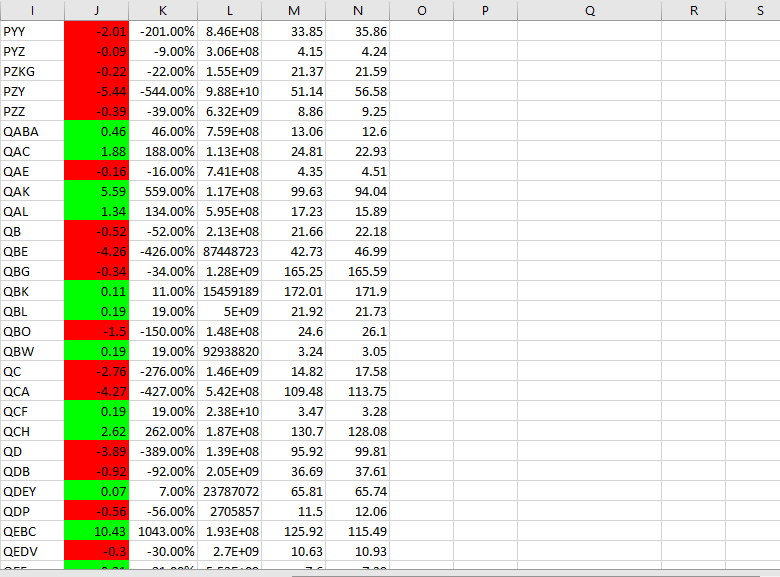 I J K L M N O P Q R S
PYY -2.01 -201.00% 8.46E+08 33.85 35.86
PYZ -0.09 -9.00% 3.06E+08 4.15 4.24
PZKG -0.22 -22.00% 1.55E+09 21.37 21.59
PZY -5.44 -544.00% 9.88E+10 51.14 56.58
PZZ -0.39 -39.00% 6.32E+09 8.86 9.25
QABA 0.46 46.00% 7.59E+08 13.06 12.6
QAC 1.88 188.00% 1.13E+08 24.81 22.93
QAE -0.16 -16.00% 7.41E+08 4.35 4.51
QAK 5.59 559.00% 1.17E+08 99.63 94.04
QAL 1.34 134.00% 5.95E+08 17.23 15.89
QB -0.52 -52.00% 2.13E+08 21.66 22.18
QBE -4.26 -426.00% 87448723 42.73 46.99
QBG -0.34 -34.00% 1.28E+09 165.25 165.59
QBK 0.11 11.00% 15459189 172.01 171.9
QBL 0.19 19.00% 5E+09 21.92 21.73
QBO -1.5 -150.00% 1.48E+08 24.6 26.1
QBW 0.19 19.00% 92938820 3.24 3.05
QC -2.76 -276.00% 1.46E+09 14.82 17.58
QCA -4.27 -427.00% 5.42E+08 109.48 113.75
QCF 0.19 19.00% 2.38E+10 3.47 3.28
QCH 2.62 262.00% 1.87E+08 130.7 128.08
QD -3.89 -389.00% 1.39E+08 95.92 99.81
QDB -0.92 -92.00% 2.05E+09 36.69 37.61
QDEY 0.07 7.00% 23787072 65.81 65.74
QDP -0.56 -56.00% 2705857 11.5 12.06
QEBC 10.43 1043.00% 1.93E+08 125.92 115.49
QEDV -0.3 -30.00% 2.7E+09 10.63 10.93